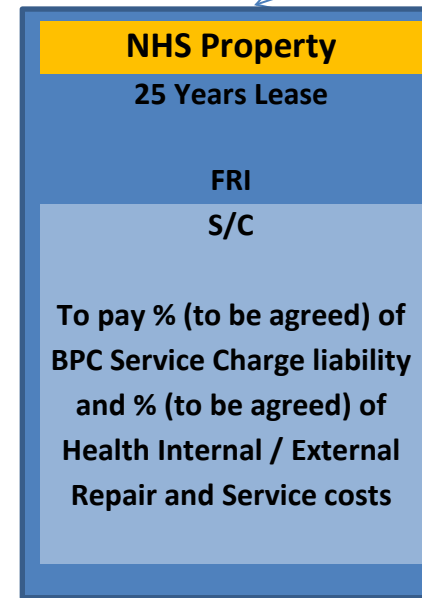 NHS Property
25 Years Lease
FRI
S/C
To pay % (to be agreed) of
BPC Service Charge liability
and % (to be agreed) of
Health Internal / External
Repair and Service costs